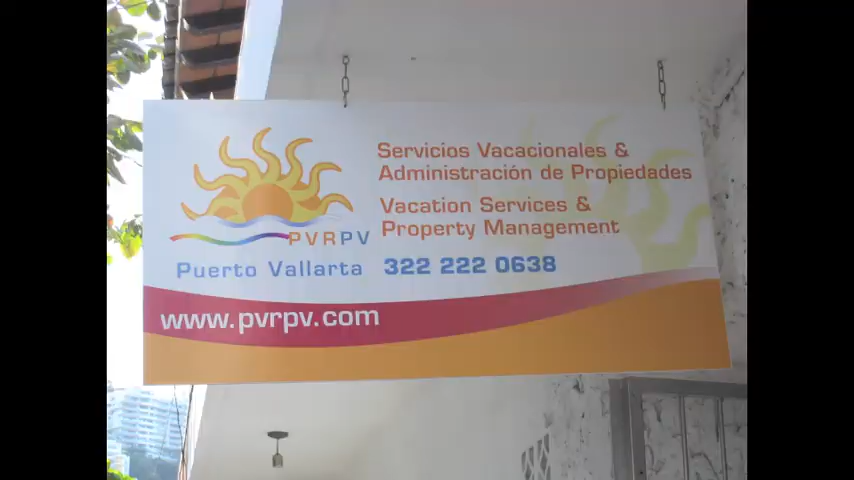 Servicios Vacacionales &
Administración de Propiedades
Vacation Services &
Property Management
PVRPV
Puerto Vallarta 322 222 0638
www.pvrpv.com